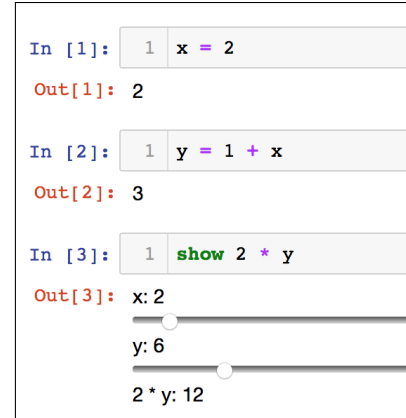 In [1]: 1 x = 2
Out[1]: 2
In [2]: 1 y = 1 + x
Out[2]: 3
In [3]: 1 show 2 * y
Out[3]: x: 2
y: 6
2 * y: 12